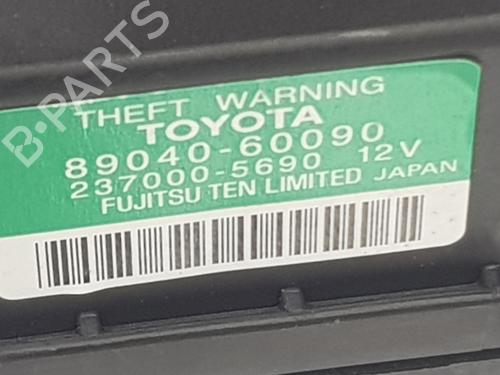 B-PARTS
THEFT WARNING
TOYOTA
89040-60090
237000-5690 12V
FUJITSU TEN LIMITED JAPAN